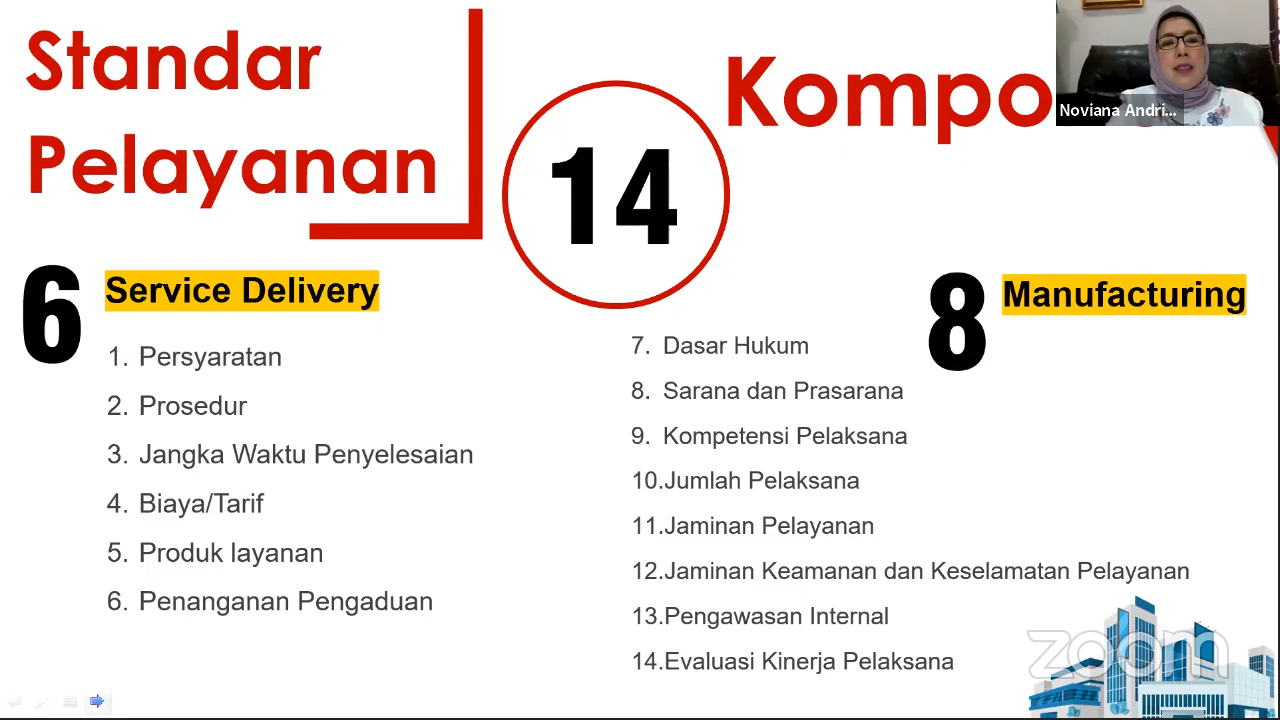 Standar
Pelayanan
14
Kompo
Noviana Andri...
6
Service Delivery
1. Persyaratan
2. Prosedur
3. Jangka Waktu Penyelesaian
4. Biaya/Tarif
5. Produk layanan
6. Penanganan Pengaduan
8
Manufacturing
7. Dasar Hukum
8. Sarana dan Prasarana
9. Kompetensi Pelaksana
10.Jumlah Pelaksana
11.Jaminan Pelayanan
12.Jaminan Keamanan dan Keselamatan Pelayanan
13.Pengawasan Internal
14.Evaluasi Kinerja Pelaksana
zoom